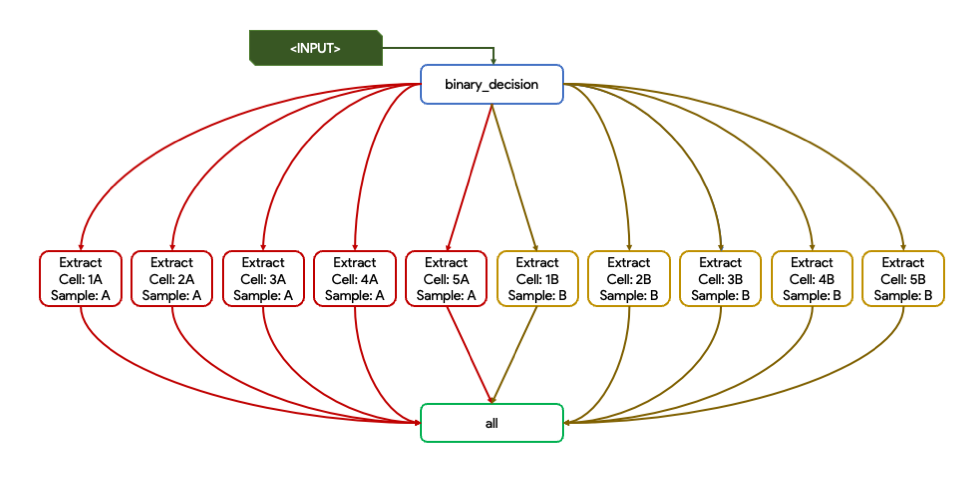 <INPUT>
binary_decision
Extract
Cell: 1A
Sample: A
Extract
Cell: 2A
Sample: A
Extract
Cell: 3A
Sample: A
Extract
Cell: 4A
Sample: A
Extract
Cell: 5A
Sample: A
Extract
Cell: 1B
Sample: B
Extract
Cell: 2B
Sample: B
Extract
Cell: 3B
Sample: B
Extract
Cell: 4B
Sample: B
Extract
Cell: 5B
Sample: B
all